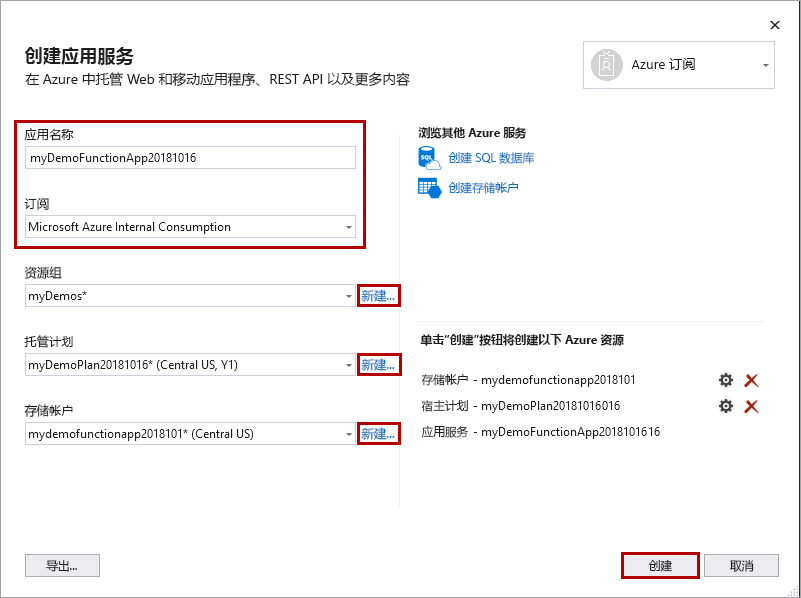 创建应用服务
在 Azure 中托管 Web 和移动应用程序、REST API 以及更多内容
Azure 订阅
应用名称
myDemoFunctionApp20181016
订阅
Microsoft Azure Internal Consumption
资源组
myDemos*
新建...
托管计划
myDemoPlan20181016* (Central US, Y1)
新建...
存储帐户
mydemofunctionapp2018101* (Central US)
新建...
浏览其他 Azure 服务
SQL
创建 SQL 数据库
创建存储帐户
单击“创建”按钮将创建以下 Azure 资源
存储帐户 - mydemofunctionapp2018101
宿主计划 - myDemoPlan20181016016
应用服务 - myDemoFunctionApp2018101616
导出...
创建
取消